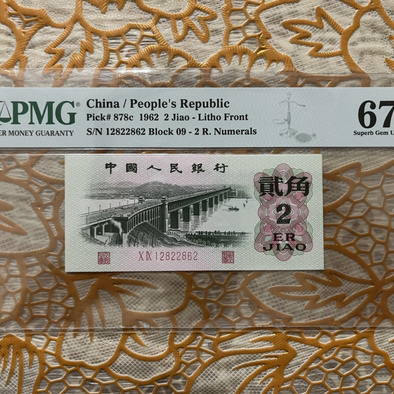 PMG
ER MONEY GUARANTY
China / People's Republic
Pick# 878c 1962 2 Jiao - Litho Front
S/N 12822862 Block 09 - 2 R. Numerals
67
Superb Gem U
中國人民銀行
貳角
2
ER
JIAO
X IX 12822862